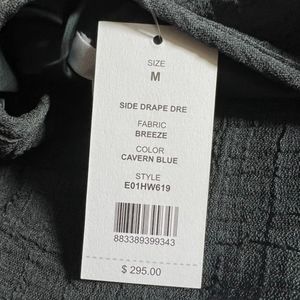 SIZE
M
SIDE DRAPE DRE
FABRIC
BREEZE
COLOR
CAVERN BLUE
STYLE
E01HW619
883389399343
$ 295.00